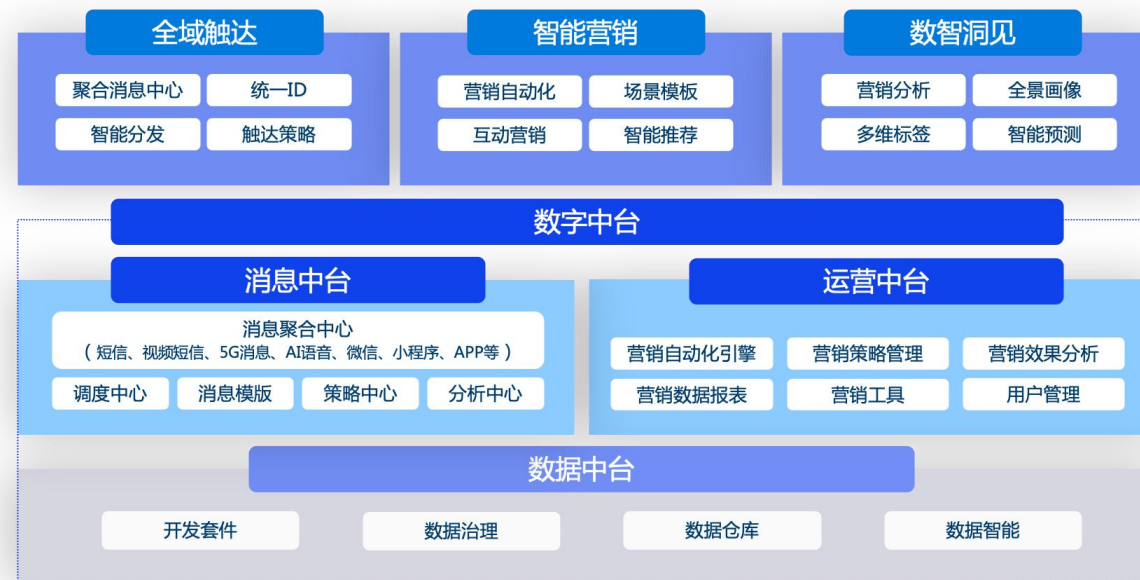 全域触达
智能营销
数智洞见
聚合消息中心
统一ID
智能分发
触达策略
营销自动化
场景模板
互动营销
智能推荐
营销分析
全景画像
多维标签
智能预测
数字中台
消息中台
运营中台
消息聚合中心
（短信、视频短信、5G消息、AI语音、微信、小程序、APP等）
调度中心
消息模版
策略中心
分析中心
营销自动化引擎
营销策略管理
营销效果分析
营销数据报表
营销工具
用户管理
数据中台
开发套件
数据治理
数据仓库
数据智能